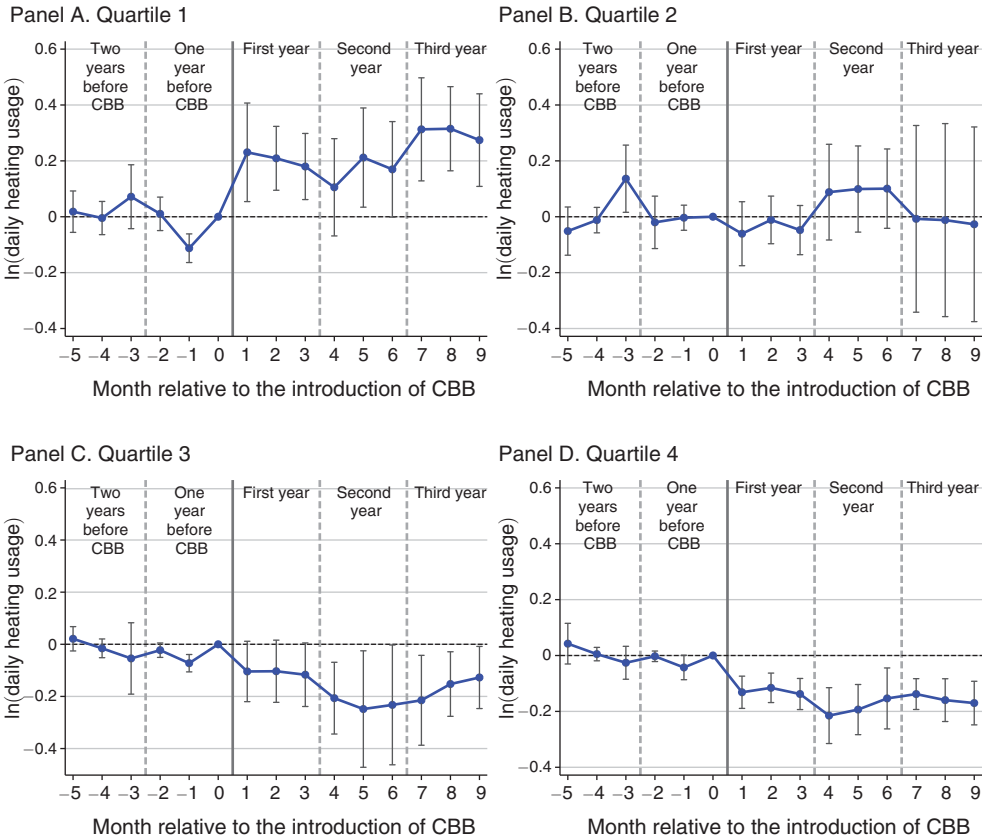 Panel A. Quartile 1
0.6
0.4
0.2
0
−0.2
−0.4
ln(daily heating usage)
Two
years
before
CBB
One
year
before
CBB
First year
Second
year
Third year
−5 −4 −3 −2 −1 0 1 2 3 4 5 6 7 8 9
Month relative to the introduction of CBB
Panel B. Quartile 2
0.6
0.4
0.2
0
−0.2
−0.4
ln(daily heating usage)
Two
years
before
CBB
One
year
before
CBB
First year
Second
year
Third year
−5 −4 −3 −2 −1 0 1 2 3 4 5 6 7 8 9
Month relative to the introduction of CBB
Panel C. Quartile 3
0.6
0.4
0.2
0
−0.2
−0.4
ln(daily heating usage)
Two
years
before
CBB
One
year
before
CBB
First year
Second
year
Third year
−5 −4 −3 −2 −1 0 1 2 3 4 5 6 7 8 9
Month relative to the introduction of CBB
Panel D. Quartile 4
0.6
0.4
0.2
0
−0.2
−0.4
ln(daily heating usage)
Two
years
before
CBB
One
year
before
CBB
First year
Second
year
Third year
−5 −4 −3 −2 −1 0 1 2 3 4 5 6 7 8 9
Month relative to the introduction of CBB